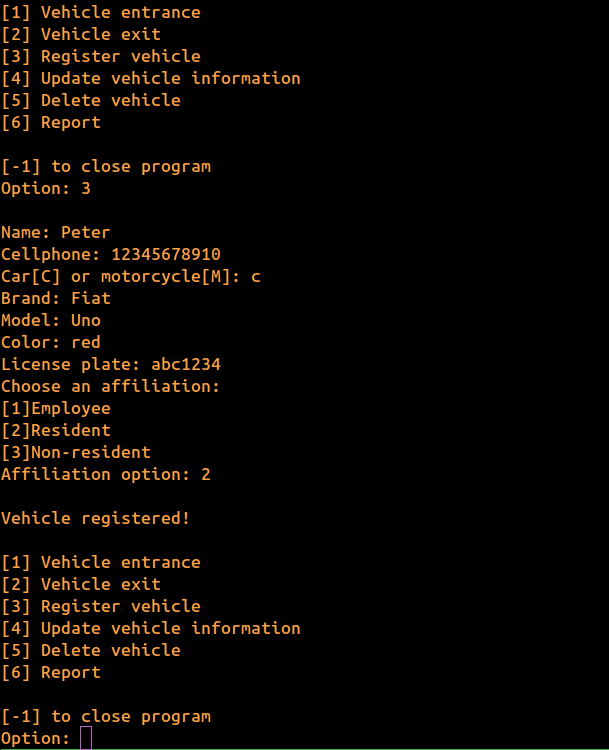 [1] Vehicle entrance
[2] Vehicle exit
[3] Register vehicle
[4] Update vehicle information
[5] Delete vehicle
[6] Report
[-1] to close program
Option: 3
Name: Peter
Cellphone: 12345678910
Car[C] or motorcycle[M]: c
Brand: Fiat
Model: Uno
Color: red
License plate: abc1234
Choose an affiliation:
[1]Employee
[2]Resident
[3]Non-resident
Affiliation option: 2
Vehicle registered!
[1] Vehicle entrance
[2] Vehicle exit
[3] Register vehicle
[4] Update vehicle information
[5] Delete vehicle
[6] Report
[-1] to close program
Option: